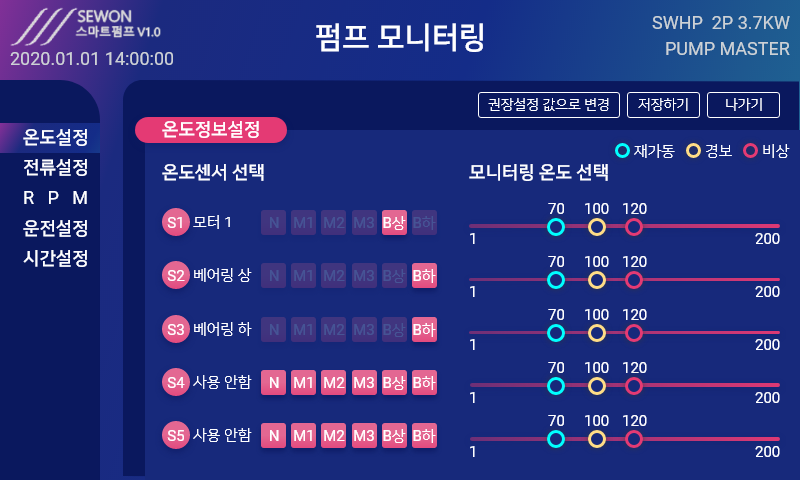 SEWON
스마트펌프 V1.0
2020.01.01 14:00:00
펌프 모니터링
SWHP 2P 3.7KW
PUMP MASTER
온도설정
전류설정
R P M
운전설정
시간설정
권장설정 값으로 변경 저장하기 나가기
온도정보설정
재가동 경보 비상
온도센서 선택 모니터링 온도 선택
S1 모터 1 N M1 M2 M3 B상 B하
70 100 120
1 200
S2 베어링 상 N M1 M2 M3 B상 B하
70 100 120
1 200
S3 베어링 하 N M1 M2 M3 B상 B하
70 100 120
1 200
S4 사용 안함 N M1 M2 M3 B상 B하
70 100 120
1 200
S5 사용 안함 N M1 M2 M3 B상 B하
70 100 120
1 200